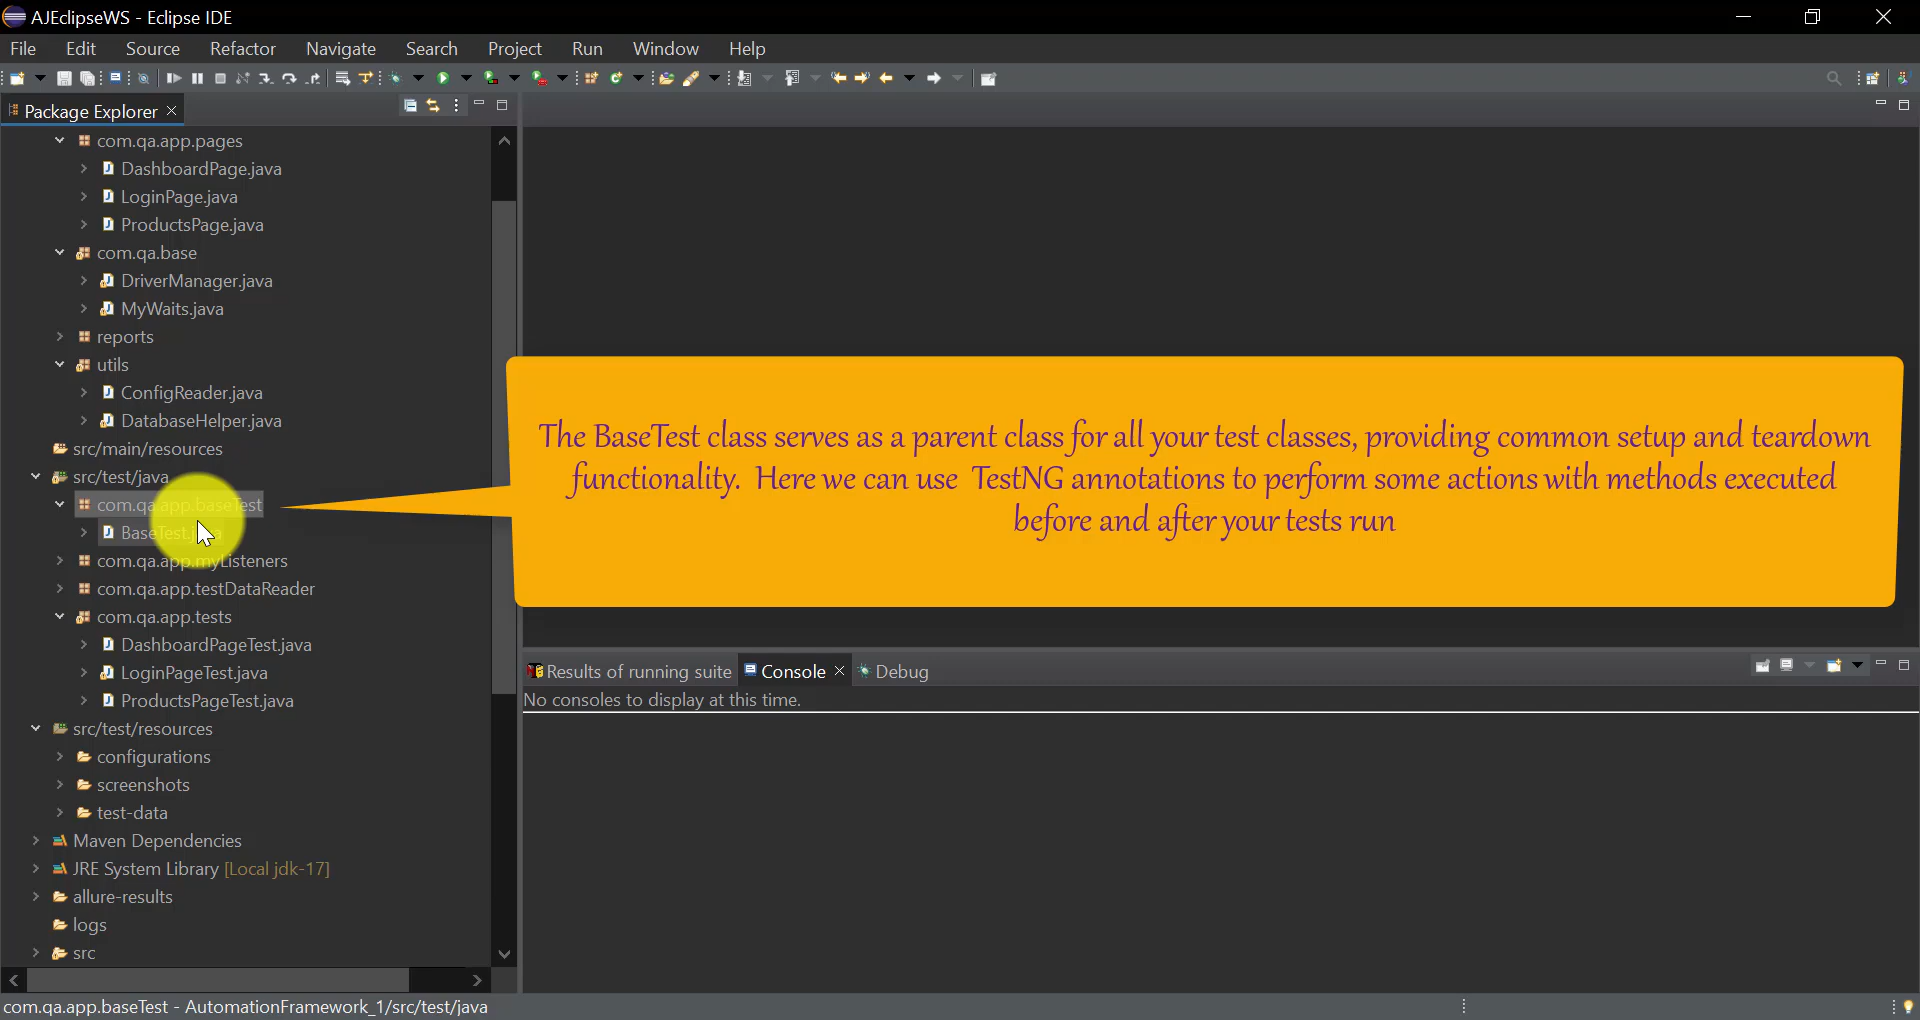 AJEclipseWS - Eclipse IDE
File Edit Source Refactor Navigate Search Project Run Window Help
Package Explorer
com.qa.app.pages
DashboardPage.java
LoginPage.java
ProductsPage.java
com.qa.base
DriverManager.java
MyWaits.java
reports
utils
ConfigReader.java
DatabaseHelper.java
src/main/resources
src/test/java
com.qa.app.baseTest
BaseTest.java
com.qa.app.myListeners
com.qa.app.testDataReader
com.qa.app.tests
DashboardPageTest.java
LoginPageTest.java
ProductsPageTest.java
src/test/resources
configurations
screenshots
test-data
Maven Dependencies
JRE System Library [Local jdk-17]
allure-results
logs
src
The BaseTest class serves as a parent class for all your test classes, providing common setup and teardown
functionality. Here we can use TestNG annotations to perform some actions with methods executed
before and after your tests run
Results of running suite Console Debug
No consoles to display at this time.
com.qa.app.baseTest - AutomationFramework_1/src/test/java